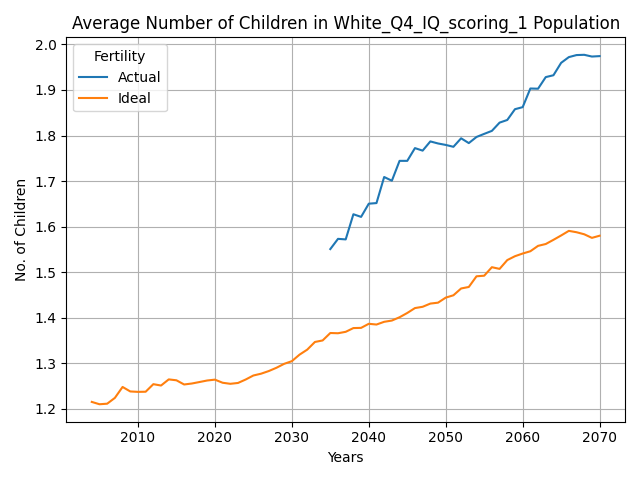 Average Number of Children in White_Q4_IQ_scoring_1 Population
Fertility
Actual
Ideal
2.0
1.9
1.8
1.7
1.6
1.5
1.4
1.3
1.2
No. of Children
2010 2020 2030 2040 2050 2060 2070
Years